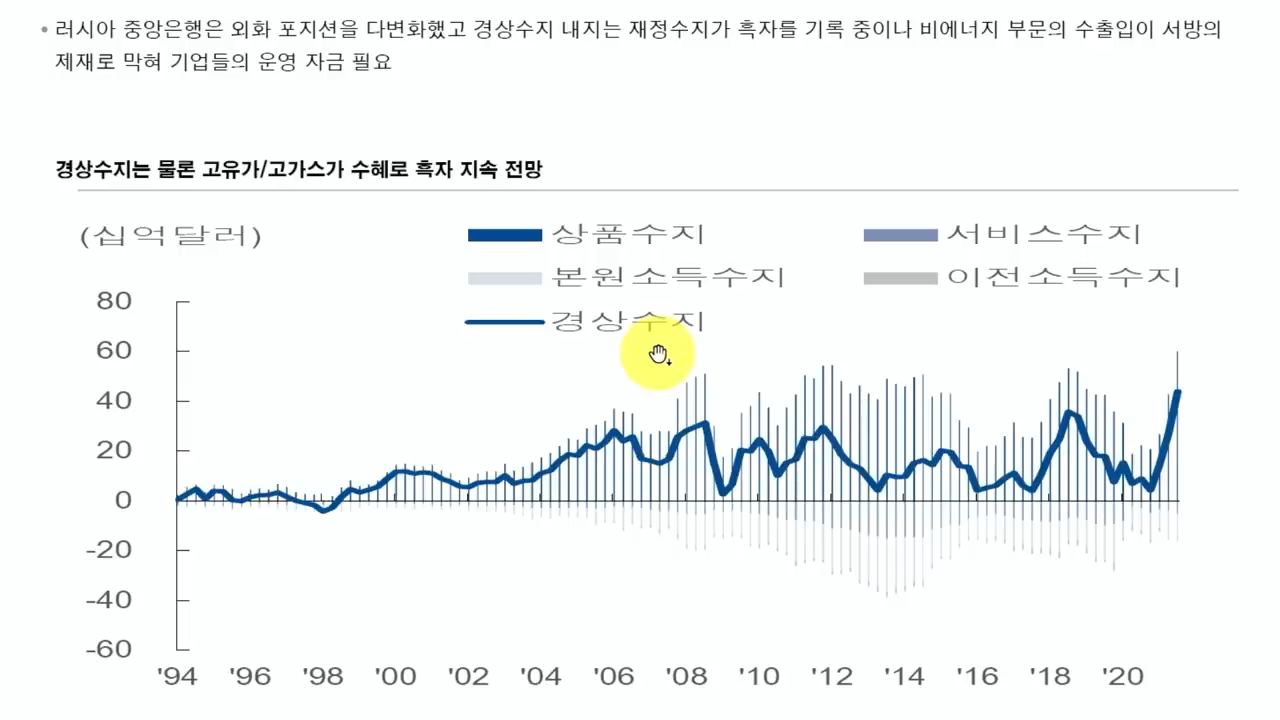 • 러시아 중앙은행은 외화 포지션을 다변화했고 경상수지 내지는 재정수지가 흑자를 기록 중이나 비에너지 부문의 수출입이 서방의
제재로 막혀 기업들의 운영 자금 필요
경상수지는 물론 고유가/고가스가 수혜로 흑자 지속 전망
(십억달러)
상품수지 서비스수지
본원소득수지 이전소득수지
경상수지
80
60
40
20
0
-20
-40
-60
'94 '96 '98 '00 '02 '04 '06 '08 '10 '12 '14 '16 '18 '20